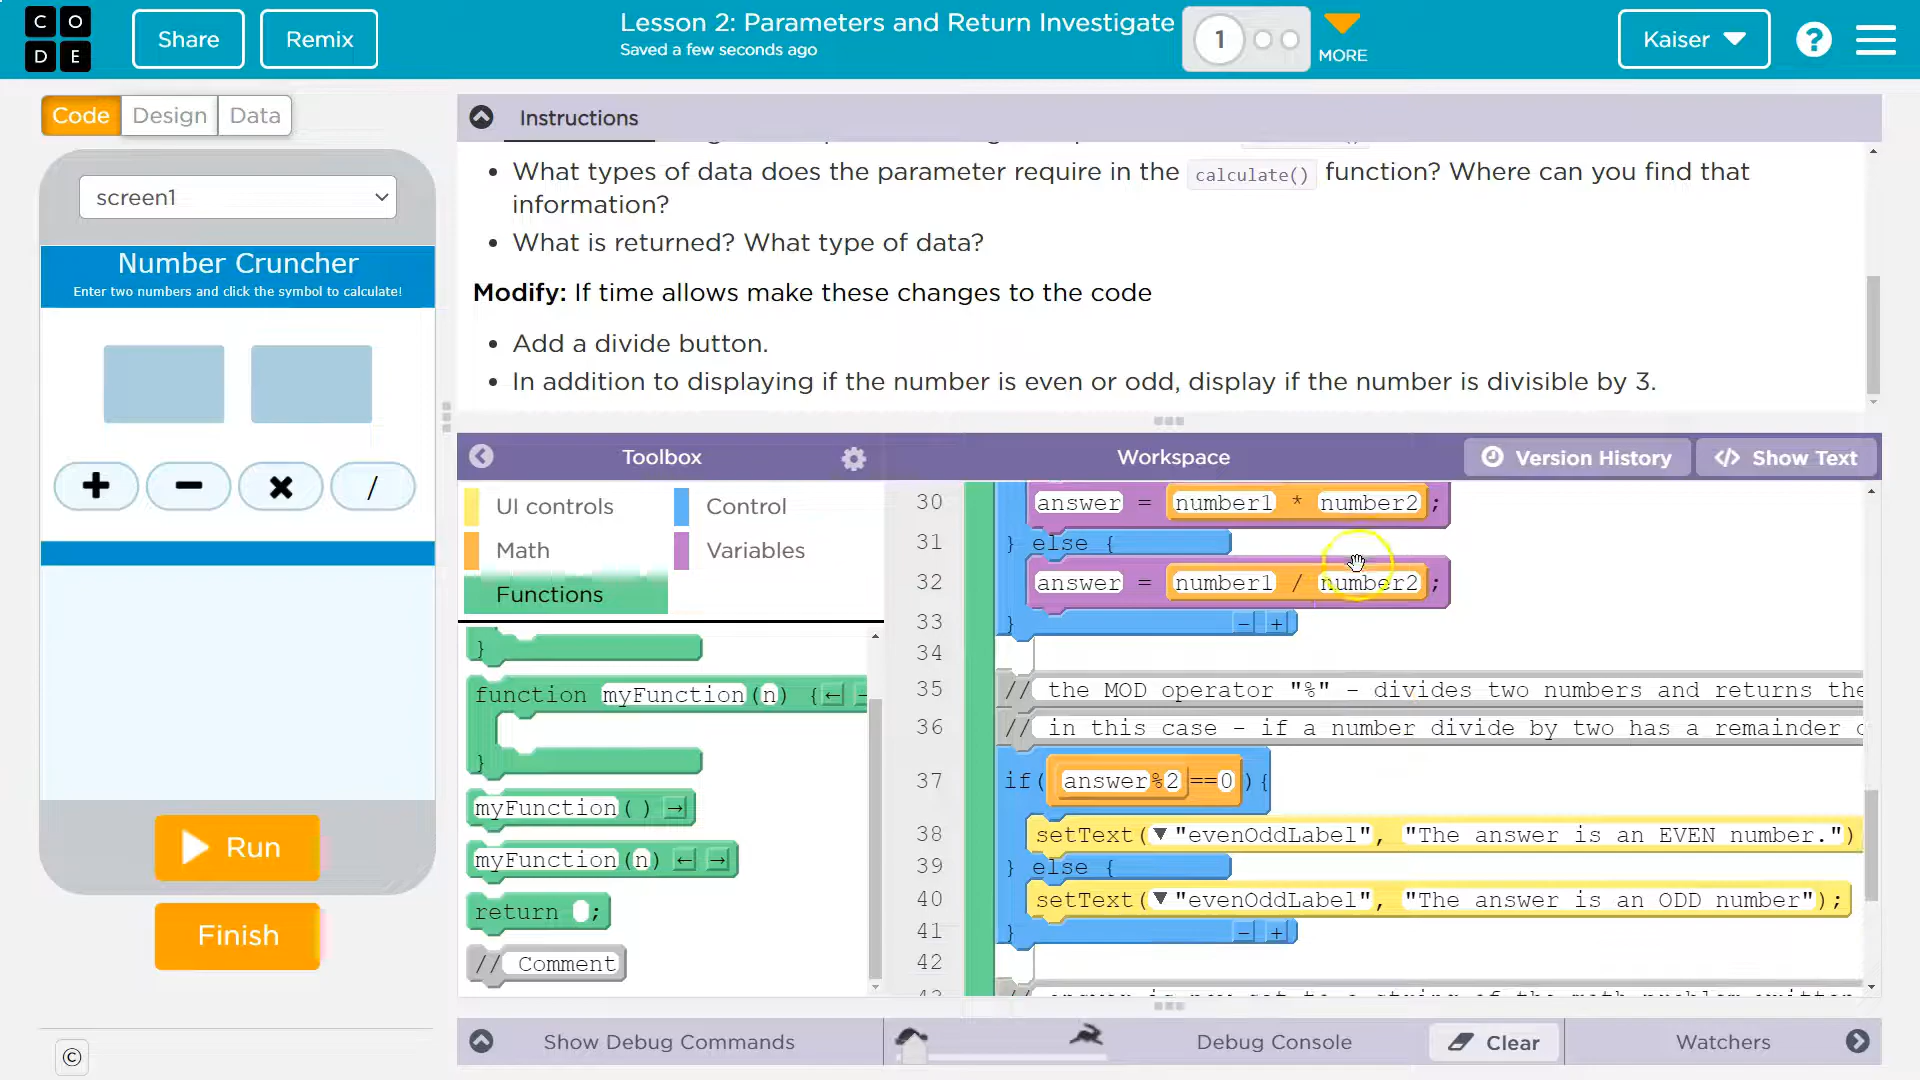 CO
DE
Share
Remix
Lesson 2: Parameters and Return Investigate
Saved a few seconds ago
1
MORE
Kaiser
?
Code
Design
Data
screen1
Number Cruncher
Enter two numbers and click the symbol to calculate!
+
-
×
/
Run
Finish
©
Instructions
• What types of data does the parameter require in the calculate() function? Where can you find that
information?
• What is returned? What type of data?
Modify: If time allows make these changes to the code
• Add a divide button.
• In addition to displaying if the number is even or odd, display if the number is divisible by 3.
Toolbox
UI controls
Control
Math
Variables
Functions
}
function myFunction(n) {← →
}
myFunction() →
myFunction(n) ← →
return ;
// Comment
Workspace
Version History
</> Show Text
30 answer = number1 * number2;
31 } else {
32 answer = number1 / number2;
33 } - +
34
35 // the MOD operator "%" - divides two numbers and returns the
36 // in this case - if a number divide by two has a remainder
37 if( answer%2 ==0 ){
38 setText(▼"evenOddLabel", "The answer is an EVEN number.")
39 } else {
40 setText(▼"evenOddLabel", "The answer is an ODD number");
41 } - +
42
Show Debug Commands
Debug Console
Clear
Watchers